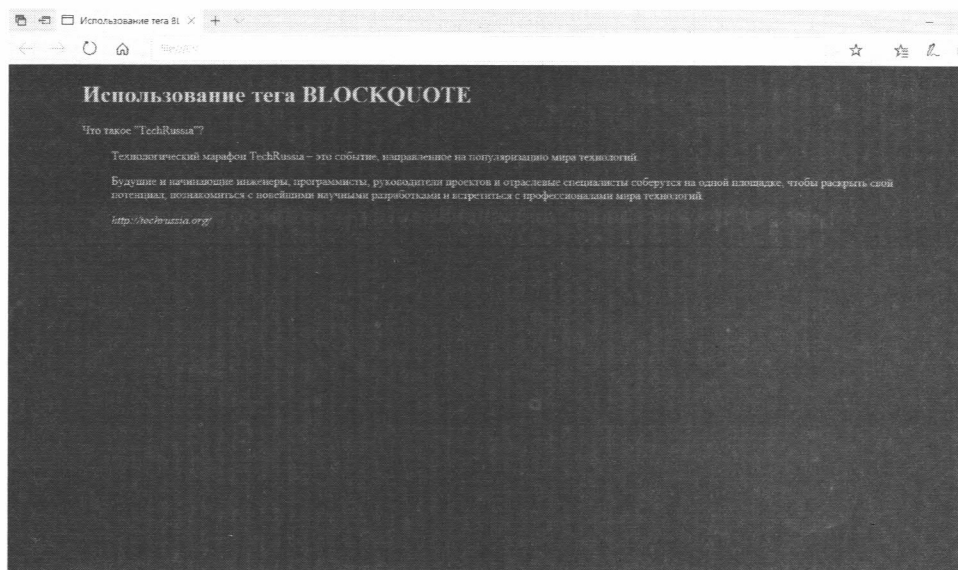 Использование тега BL
Использование тега BLOCKQUOTE
Что такое "TechRussia"?
Технологический марафон TechRussia – это событие, направленное на популяризацию мира технологий.
Будущие и начинающие инженеры, программисты, руководители проектов и отраслевые специалисты соберутся на одной площадке, чтобы раскрыть свой
потенциал, познакомиться с новейшими научными разработками и встретиться с профессионалами мира технологий.
http://techrussia.org/